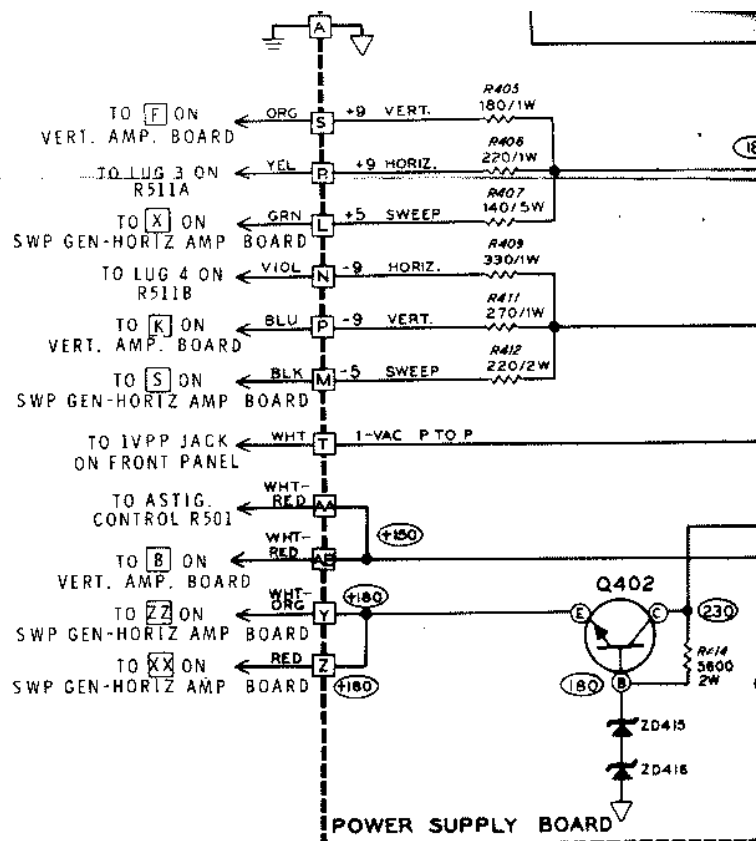 A
TO F ON
VERT. AMP. BOARD
ORG
S
+9 VERT.
R405
180/1W
TO LUG 3 ON
R511A
YEL
R
+9 HORIZ.
R406
220/1W
TO X ON
SWP GEN-HORIZ AMP BOARD
GRN
L
+5 SWEEP
R407
140/5W
TO LUG 4 ON
R511B
VIOL
N
-9 HORIZ.
R409
330/1W
TO K ON
VERT. AMP. BOARD
BLU
P
-9 VERT.
R411
270/1W
TO S ON
SWP GEN-HORIZ AMP BOARD
BLK
M
-5 SWEEP
R412
220/2W
TO 1VPP JACK
ON FRONT PANEL
WHT
T
1-VAC P TO P
TO ASTIG.
CONTROL R501
WHT-
RED
AA
+150
TO B ON
VERT. AMP. BOARD
WHT-
RED
AB
TO ZZ ON
SWP GEN-HORIZ AMP BOARD
WHT-
ORG
Y
+180
TO XX ON
SWP GEN-HORIZ AMP BOARD
RED
Z
+180
Q402
E
C
B
230
180
R414
5600
2W
ZD415
ZD416
POWER SUPPLY BOARD